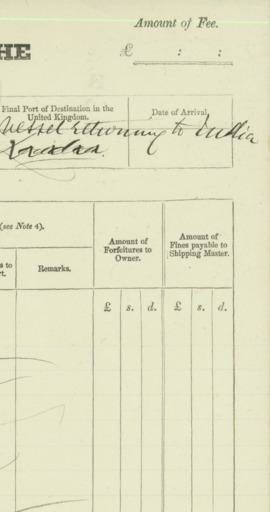 Amount of Fee.
HE
£ : :
Final Port of Destination in the
United Kingdom.
Date of Arrival.
Vessel returning to India
London.
(see Note 4).
s to
rt.
Remarks.
Amount of
Forfeitures to
Owner.
Amount of
Fines payable to
Shipping Master.
£ s. d. £ s. d.